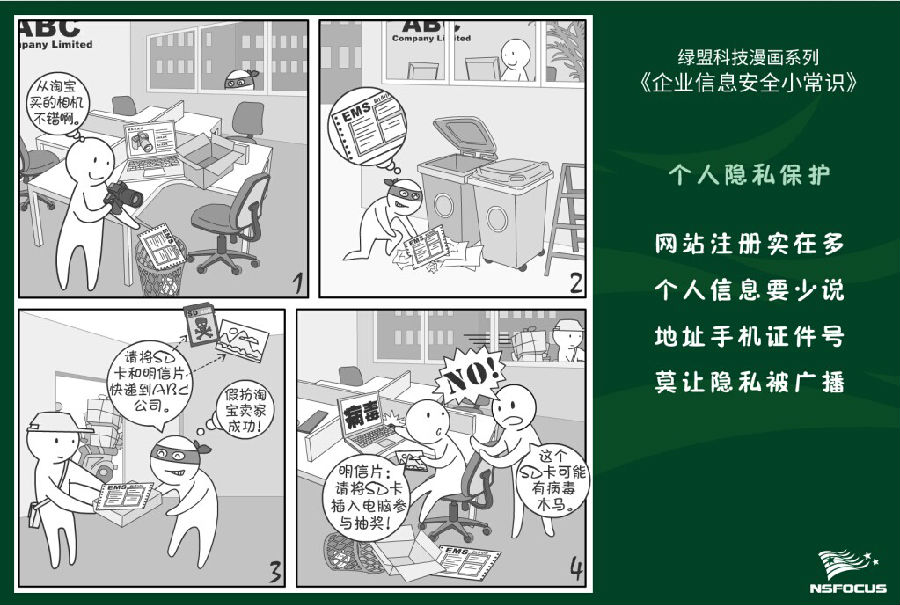 ABC
pany Limited
从淘宝
买的相机
不错啊。
EMS
1
ABC
Company Limited
EMS
2
SD
请将SD
卡和明信片
快递到ABC
公司。
假扮淘
宝卖家
成功!
EMS
3
NO!
病毒
明信片:
请将SD卡
插入电脑参
与抽奖!
这个
SD卡可能
有病毒
木马。
EMS
4
绿盟科技漫画系列
《企业信息安全小常识》
个人隐私保护
网站注册实在多
个人信息要少说
地址手机证件号
莫让隐私被广播
NSFOCUS